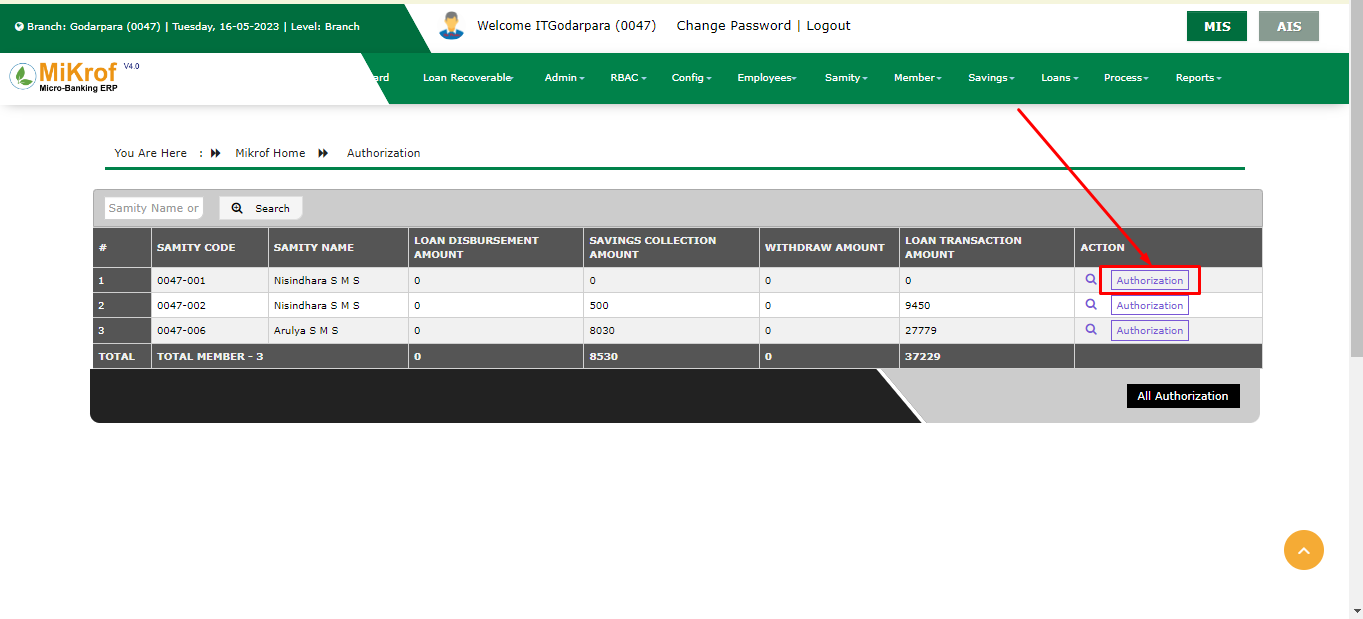 Branch: Godarpara (0047) | Tuesday, 16-05-2023 | Level: Branch
Welcome ITGodarpara (0047) Change Password | Logout
MIS AIS
MiKrof V4.0
Micro-Banking ERP
ard Loan Recoverable Admin RBAC Config Employees Samity Member Savings Loans Process Reports
You Are Here : Mikrof Home Authorization
Samity Name or Search
# SAMITY CODE SAMITY NAME LOAN DISBURSEMENT AMOUNT SAVINGS COLLECTION AMOUNT WITHDRAW AMOUNT LOAN TRANSACTION AMOUNT ACTION
1 0047-001 Nisindhara S M S 0 0 0 0 Authorization
2 0047-002 Nisindhara S M S 0 500 0 9450 Authorization
3 0047-006 Arulya S M S 0 8030 0 27779 Authorization
TOTAL TOTAL MEMBER - 3 0 8530 0 37229
All Authorization